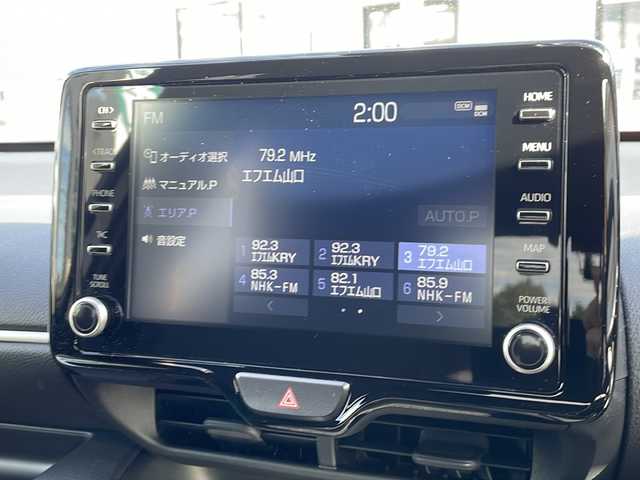 FM
2:00
DCM
DCM
オーディオ選択
79.2 MHz
エフエム山口
マニュアル.P
エリア.P
AUTO.P
音設定
1 92.3 エフエムKRY
2 92.3 エフエムKRY
3 79.2 エフエム山口
4 85.3 NHK-FM
5 82.1 エフエム山口
6 85.9 NHK-FM
<TRACK
PHONE
TUNE
SCROLL
HOME
MENU
AUDIO
MAP
POWER
VOLUME